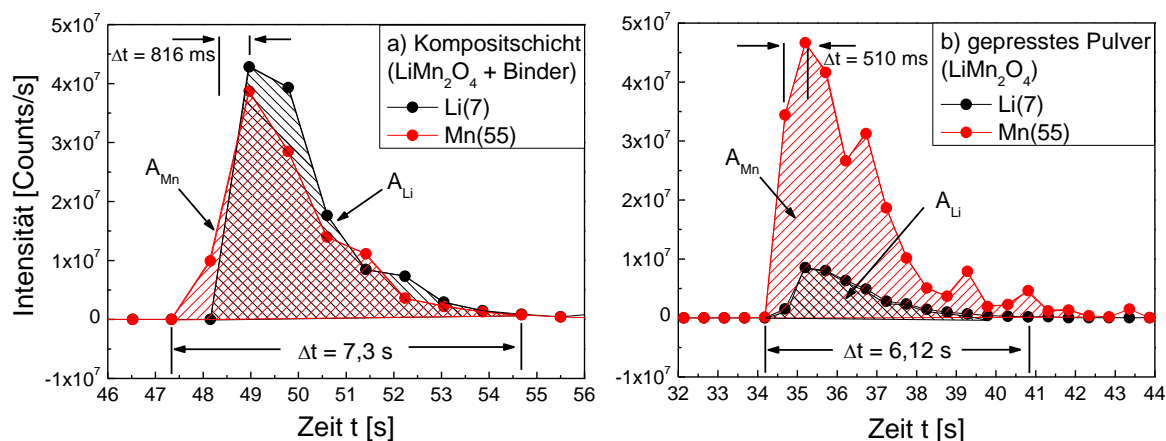 5x10⁷
4x10⁷
3x10⁷
2x10⁷
1x10⁷
0
-1x10⁷
Intensität [Counts/s]
Δt = 816 ms
a) Kompositschicht
(LiMn₂O₄ + Binder)
Li(7)
Mn(55)
A_Mn
A_Li
Δt = 7,3 s
46 47 48 49 50 51 52 53 54 55 56
Zeit t [s]
5x10⁷
4x10⁷
3x10⁷
2x10⁷
1x10⁷
0
-1x10⁷
Δt = 510 ms
b) gepresstes Pulver
(LiMn₂O₄)
Li(7)
Mn(55)
A_Mn
A_Li
Δt = 6,12 s
32 33 34 35 36 37 38 39 40 41 42 43 44
Zeit t [s]